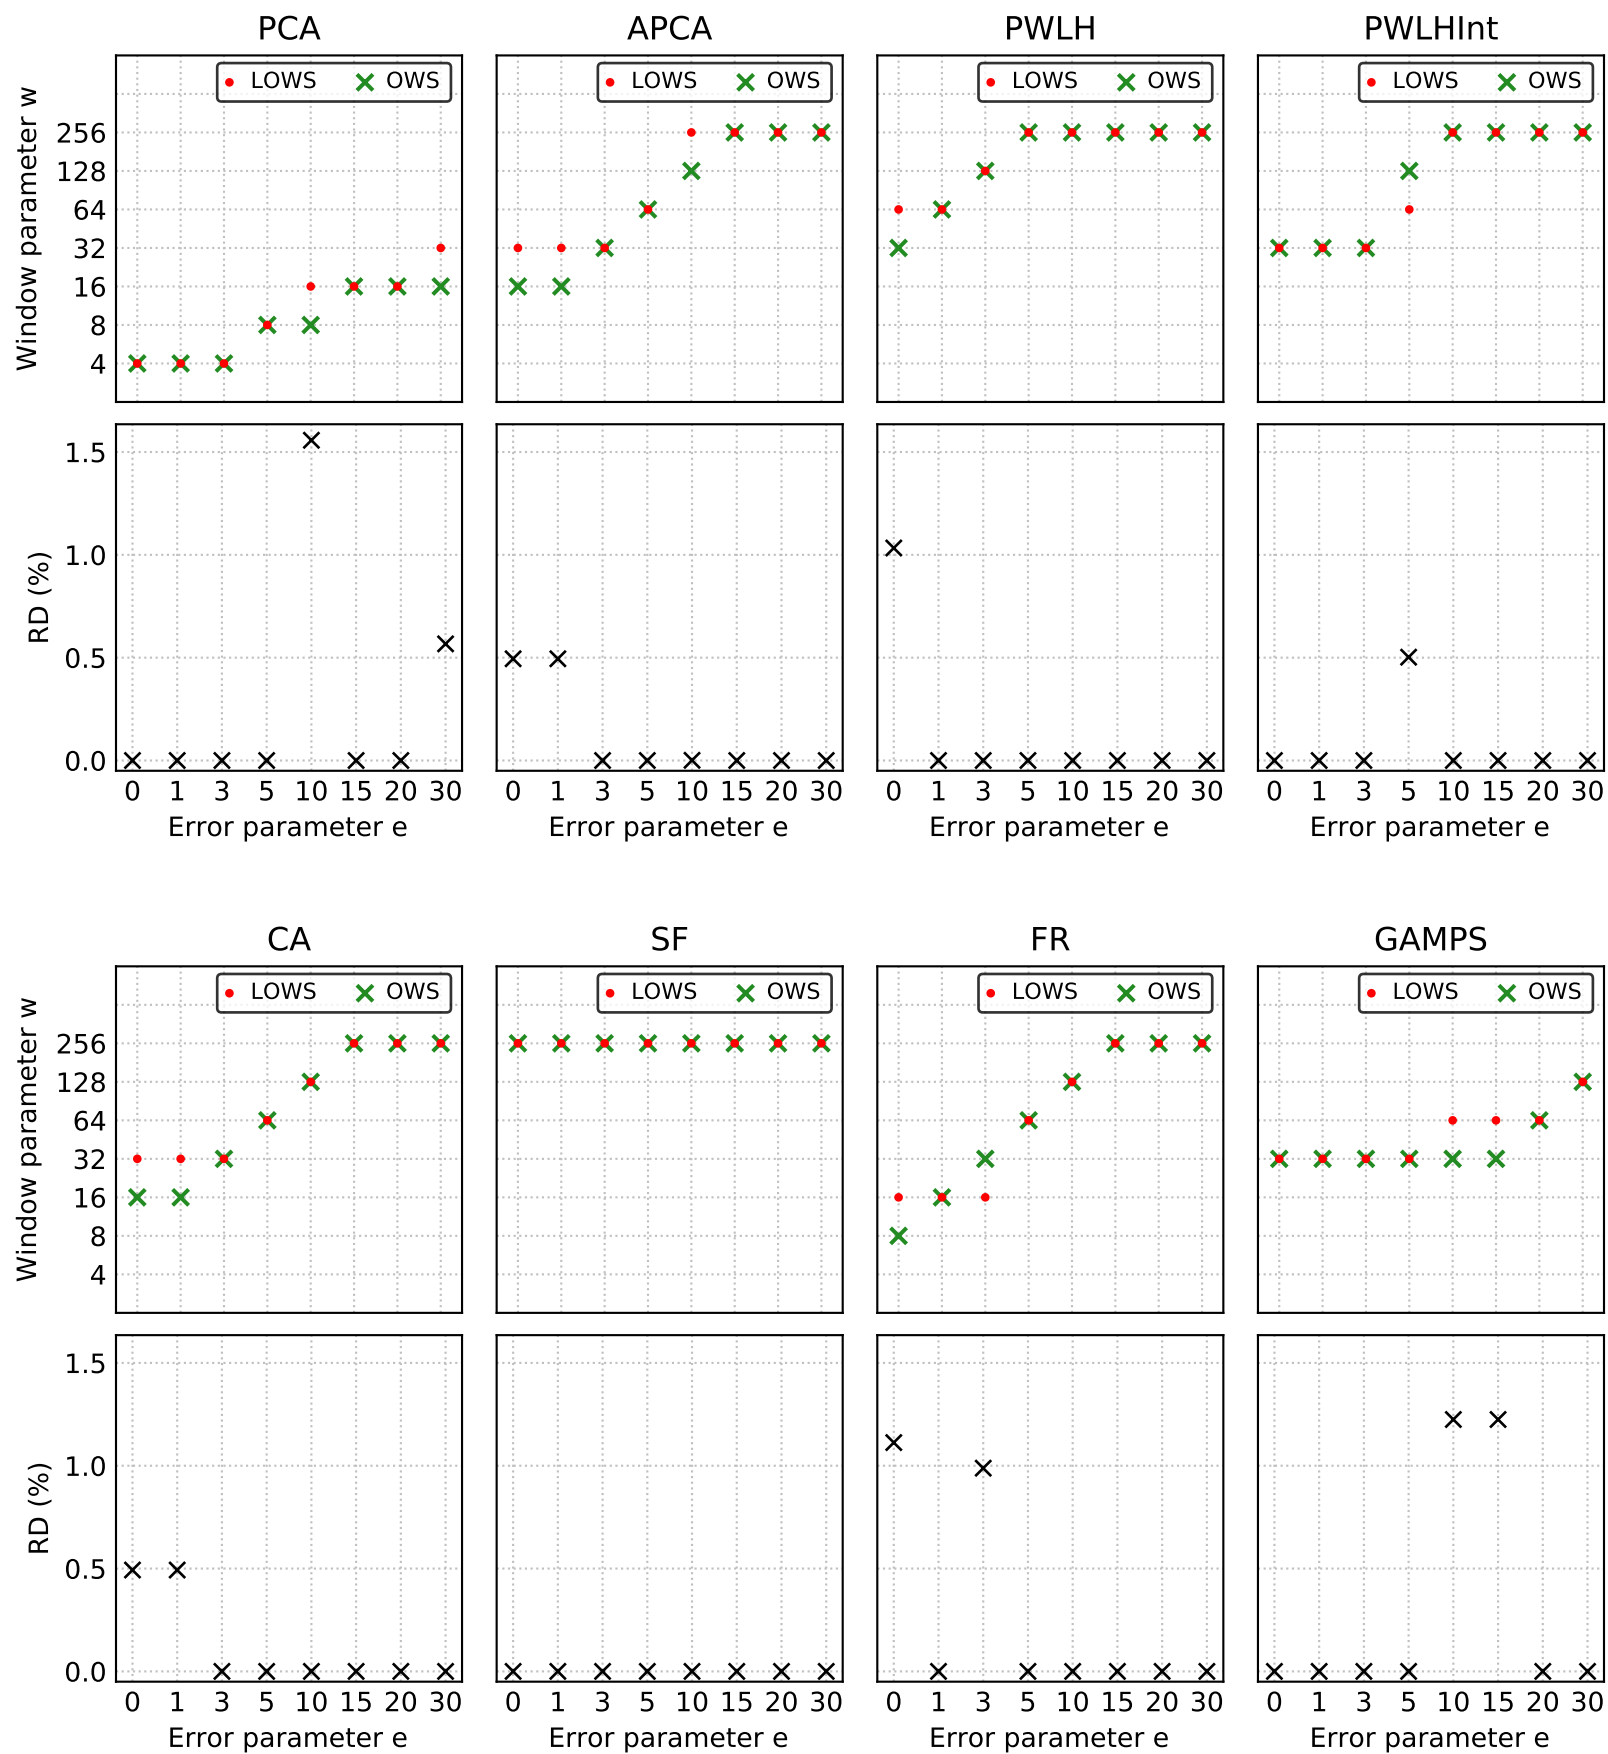 PCA APCA PWLH PWLHInt
LOWS OWS LOWS OWS LOWS OWS LOWS OWS
Window parameter w
256
128
64
32
16
8
4
RD (%)
1.5
1.0
0.5
0.0
0 1 3 5 10 15 20 30 0 1 3 5 10 15 20 30 0 1 3 5 10 15 20 30 0 1 3 5 10 15 20 30
Error parameter e Error parameter e Error parameter e Error parameter e
CA SF FR GAMPS
LOWS OWS LOWS OWS LOWS OWS LOWS OWS
Window parameter w
256
128
64
32
16
8
4
RD (%)
1.5
1.0
0.5
0.0
0 1 3 5 10 15 20 30 0 1 3 5 10 15 20 30 0 1 3 5 10 15 20 30 0 1 3 5 10 15 20 30
Error parameter e Error parameter e Error parameter e Error parameter e